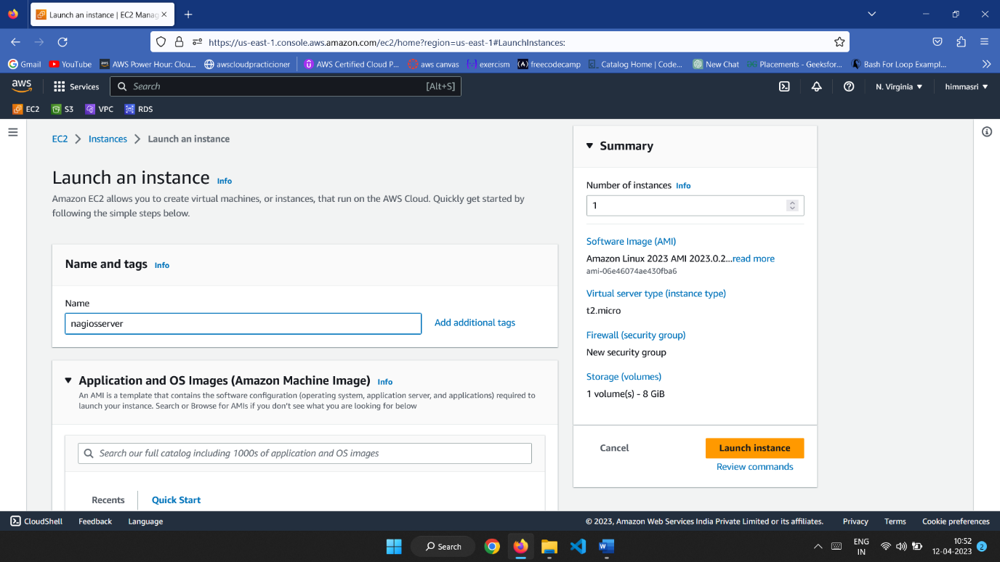 Launch an instance | EC2 Manag
https://us-east-1.console.aws.amazon.com/ec2/home?region=us-east-1#LaunchInstances:
Gmail YouTube AWS Power Hour: Clou... awscloudpracticioner AWS Certified Cloud P... aws canvas exercism freecodecamp Catalog Home | Code... New Chat Placements - Geeksfor... Bash For Loop Exampl...
aws Services Search [Alt+S] N. Virginia himmasri
EC2 S3 VPC RDS
EC2 Instances Launch an instance
Launch an instance Info
Amazon EC2 allows you to create virtual machines, or instances, that run on the AWS Cloud. Quickly get started by
following the simple steps below.
Name and tags Info
Name
nagiosserver
Add additional tags
Application and OS Images (Amazon Machine Image) Info
An AMI is a template that contains the software configuration (operating system, application server, and applications) required to
launch your instance. Search or Browse for AMIs if you don't see what you are looking for below
Search our full catalog including 1000s of application and OS images
Recents Quick Start
Summary
Number of instances Info
1
Software Image (AMI)
Amazon Linux 2023 AMI 2023.0.2...read more
ami-06e46074ae430fba6
Virtual server type (instance type)
t2.micro
Firewall (security group)
New security group
Storage (volumes)
1 volume(s) - 8 GiB
Cancel Launch instance
Review commands
CloudShell Feedback Language © 2023, Amazon Web Services India Private Limited or its affiliates. Privacy Terms Cookie preferences
Search
ENG
IN
10:52
12-04-2023
2